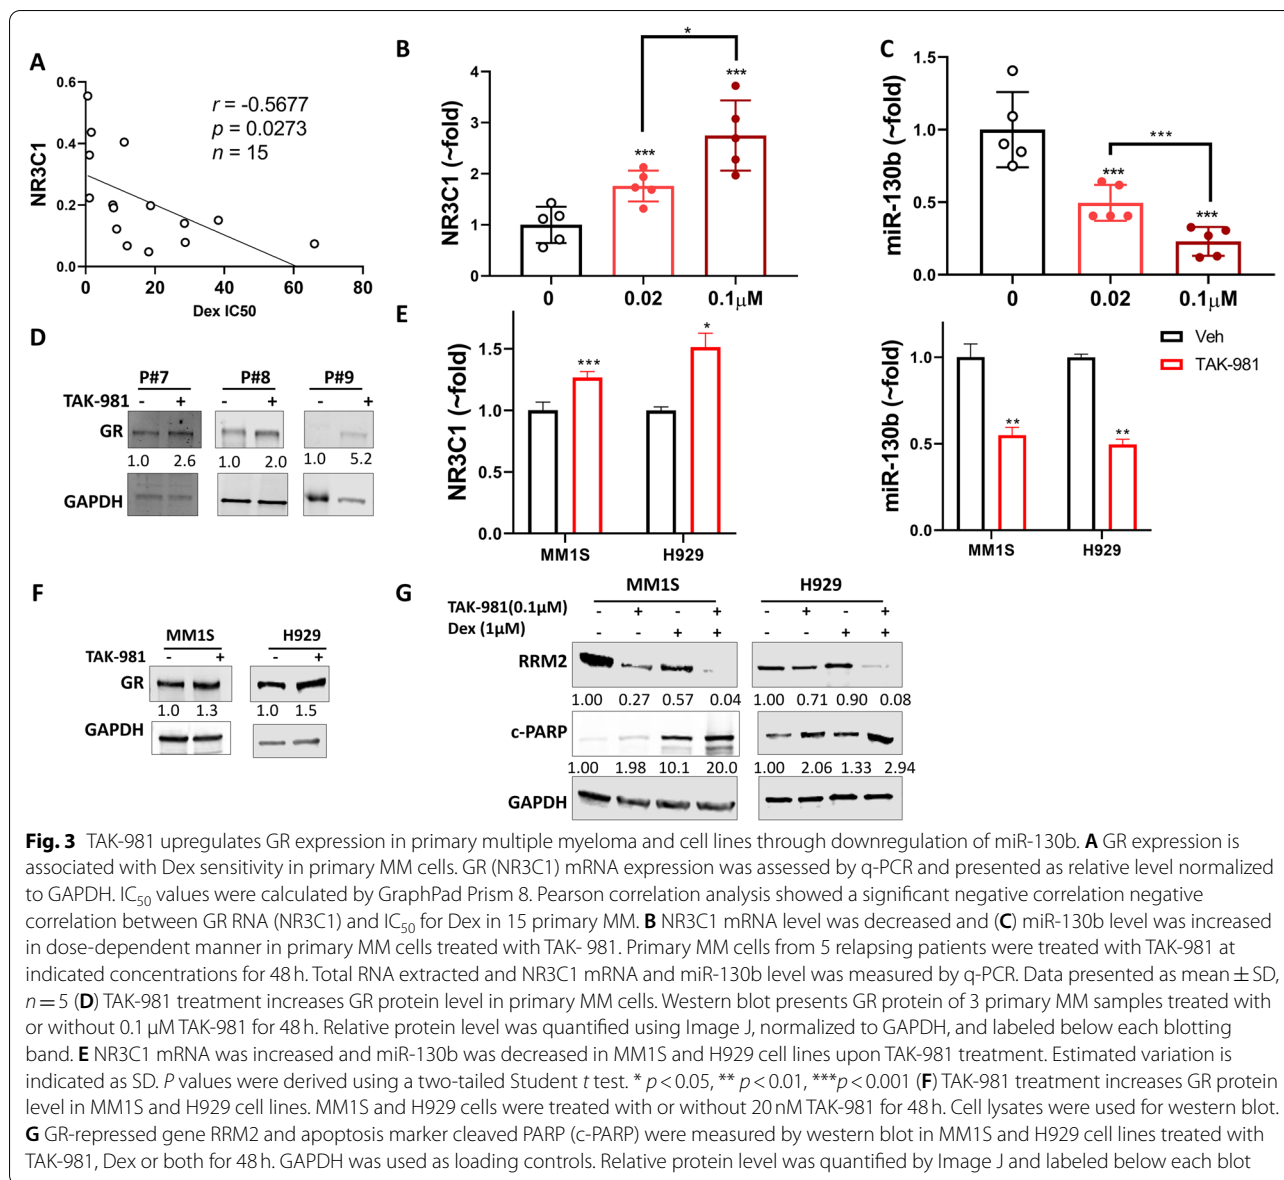 A
NR3C1
0.6
0.4
0.2
0.0
r = -0.5677
p = 0.0273
n = 15
0 20 40 60 80
Dex IC50
B
NR3C1 (~fold)
4
3
2
1
0
*
***
***
0 0.02 0.1μM
C
miR-130b (~fold)
1.5
1.0
0.5
0.0
***
***
***
0 0.02 0.1μM
D
P#7 P#8 P#9
TAK-981 - + - + - +
GR
1.0 2.6 1.0 2.0 1.0 5.2
GAPDH
E
NR3C1 (~fold)
1.5
1.0
0.5
0.0
***
*
MM1S H929
miR-130b (~fold)
1.0
0.5
0.0
**
**
MM1S H929
Veh
TAK-981
F
MM1S H929
TAK-981 - + - +
GR
1.0 1.3 1.0 1.5
GAPDH
G
MM1S H929
TAK-981(0.1μM) - + - + - + - +
Dex (1μM) - - + + - - + +
RRM2
1.00 0.27 0.57 0.04 1.00 0.71 0.90 0.08
c-PARP
1.00 1.98 10.1 20.0 1.00 2.06 1.33 2.94
GAPDH
Fig. 3 TAK-981 upregulates GR expression in primary multiple myeloma and cell lines through downregulation of miR-130b. A GR expression is
associated with Dex sensitivity in primary MM cells. GR (NR3C1) mRNA expression was assessed by q-PCR and presented as relative level normalized
to GAPDH. IC50 values were calculated by GraphPad Prism 8. Pearson correlation analysis showed a significant negative correlation negative
correlation between GR RNA (NR3C1) and IC50 for Dex in 15 primary MM. B NR3C1 mRNA level was decreased and (C) miR-130b level was increased
in dose-dependent manner in primary MM cells treated with TAK- 981. Primary MM cells from 5 relapsing patients were treated with TAK-981 at
indicated concentrations for 48 h. Total RNA extracted and NR3C1 mRNA and miR-130b level was measured by q-PCR. Data presented as mean ± SD,
n = 5 (D) TAK-981 treatment increases GR protein level in primary MM cells. Western blot presents GR protein of 3 primary MM samples treated with
or without 0.1 μM TAK-981 for 48 h. Relative protein level was quantified using Image J, normalized to GAPDH, and labeled below each blotting
band. E NR3C1 mRNA was increased and miR-130b was decreased in MM1S and H929 cell lines upon TAK-981 treatment. Estimated variation is
indicated as SD. P values were derived using a two-tailed Student t test. * p < 0.05, ** p < 0.01, ***p < 0.001 (F) TAK-981 treatment increases GR protein
level in MM1S and H929 cell lines. MM1S and H929 cells were treated with or without 20 nM TAK-981 for 48 h. Cell lysates were used for western blot.
G GR-repressed gene RRM2 and apoptosis marker cleaved PARP (c-PARP) were measured by western blot in MM1S and H929 cell lines treated with
TAK-981, Dex or both for 48 h. GAPDH was used as loading controls. Relative protein level was quantified by Image J and labeled below each blot